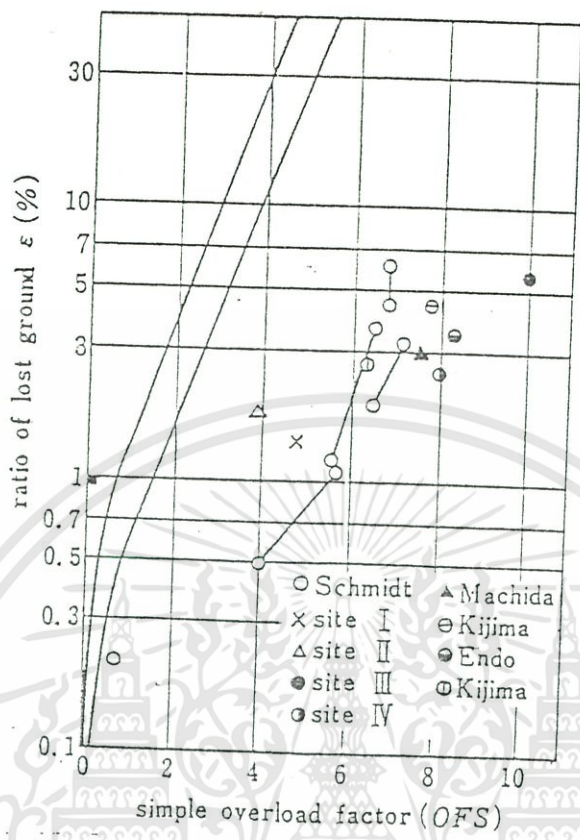 ratio of lost ground ε (%)
30
10
7
5
3
1
0.7
0.5
0.3
0.1
○ Schmidt
× site I
△ site II
● site III
◑ site IV
▲ Machida
⊖ Kijima
◒ Endo
⦶ Kijima
0 2 4 6 8 10
simple overload factor (OFS)